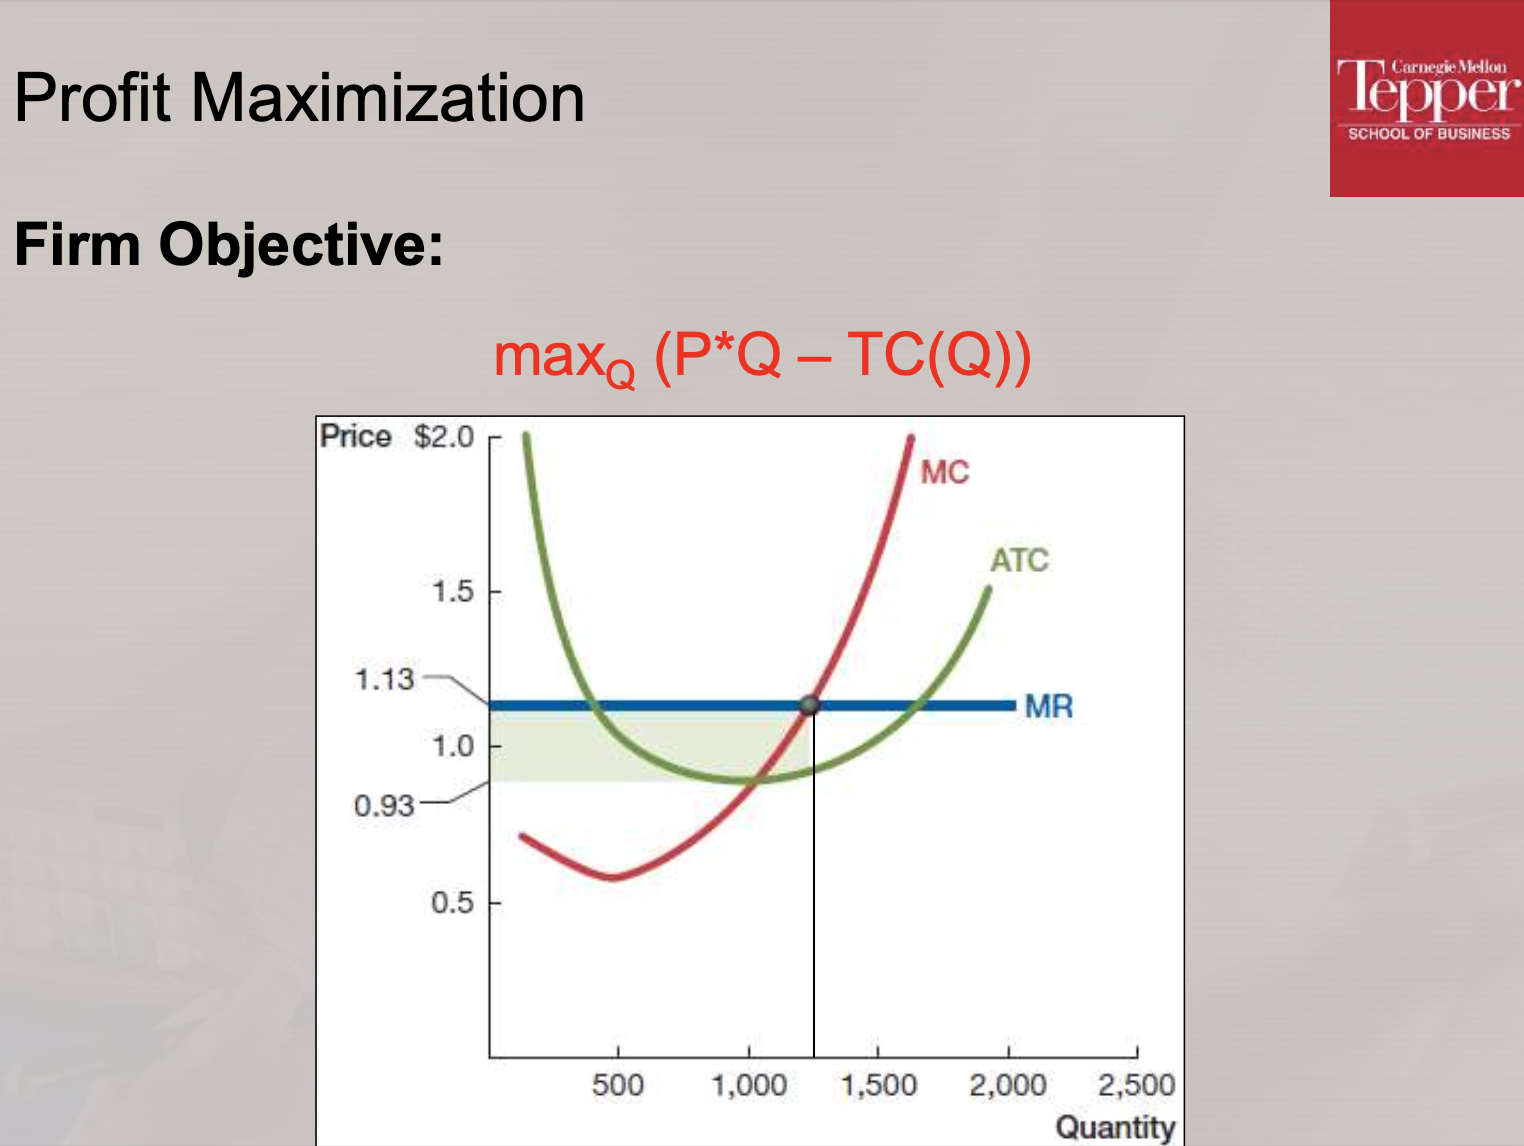 Profit Maximization
Carnegie Mellon
Tepper
SCHOOL OF BUSINESS
Firm Objective:
max_Q (P*Q – TC(Q))
Price $2.0
MC
ATC
1.5
1.13
MR
1.0
0.93
0.5
500 1,000 1,500 2,000 2,500
Quantity